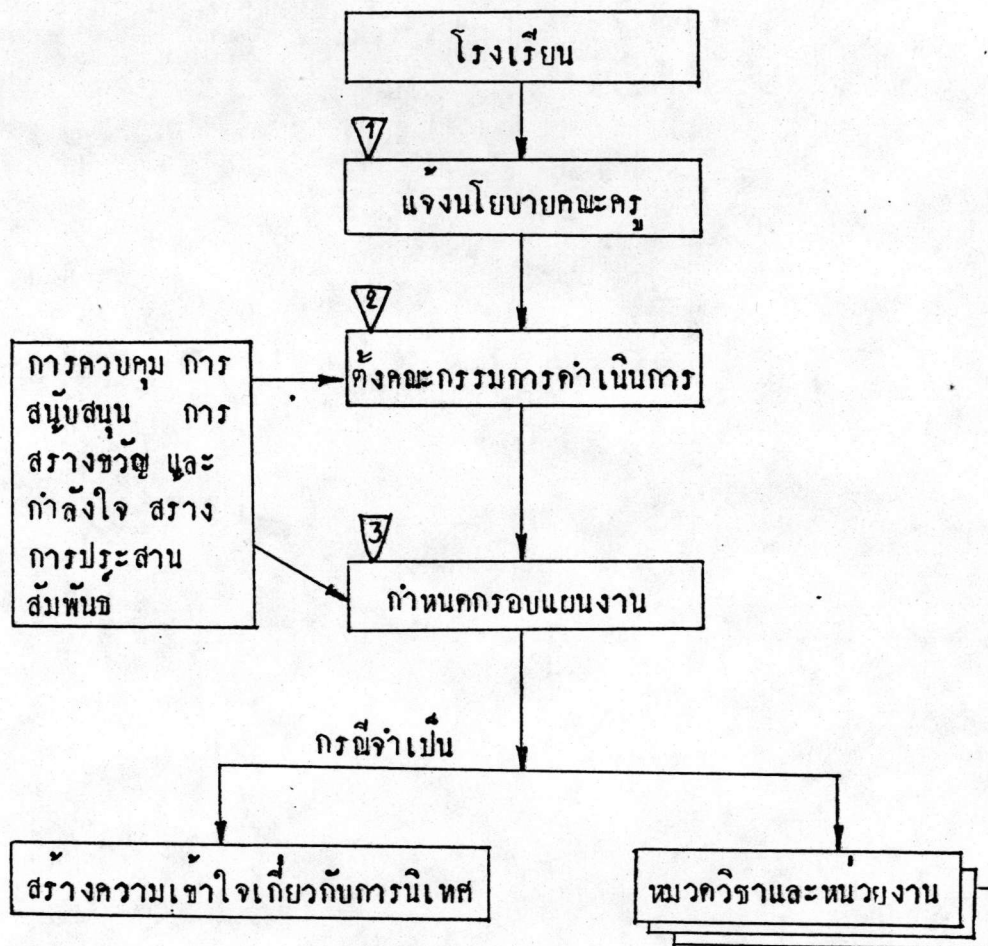 โรงเรียน
1
แจ้งนโยบายคณะครู
2
ตั้งคณะกรรมการดำเนินการ
การควบคุม การ
สนับสนุน การ
สร้างขวัญ และ
กำลังใจ สร้าง
การประสาน
สัมพันธ์
3
กำหนดกรอบแผนงาน
กรณีจำเป็น
สร้างความเข้าใจเกี่ยวกับการนิเทศ
หมวดวิชาและหน่วยงาน